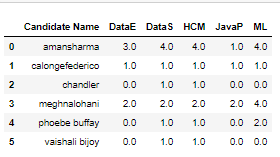 Candidate Name DataE DataS HCM JavaP ML
0 amansharma 3.0 4.0 4.0 1.0 4.0
1 calongefederico 1.0 1.0 1.0 1.0 1.0
2 chandler 0.0 1.0 1.0 0.0 0.0
3 meghnalohani 2.0 2.0 2.0 2.0 4.0
4 phoebe buffay 0.0 1.0 1.0 0.0 2.0
5 vaishali bijoy 0.0 1.0 1.0 0.0 0.0